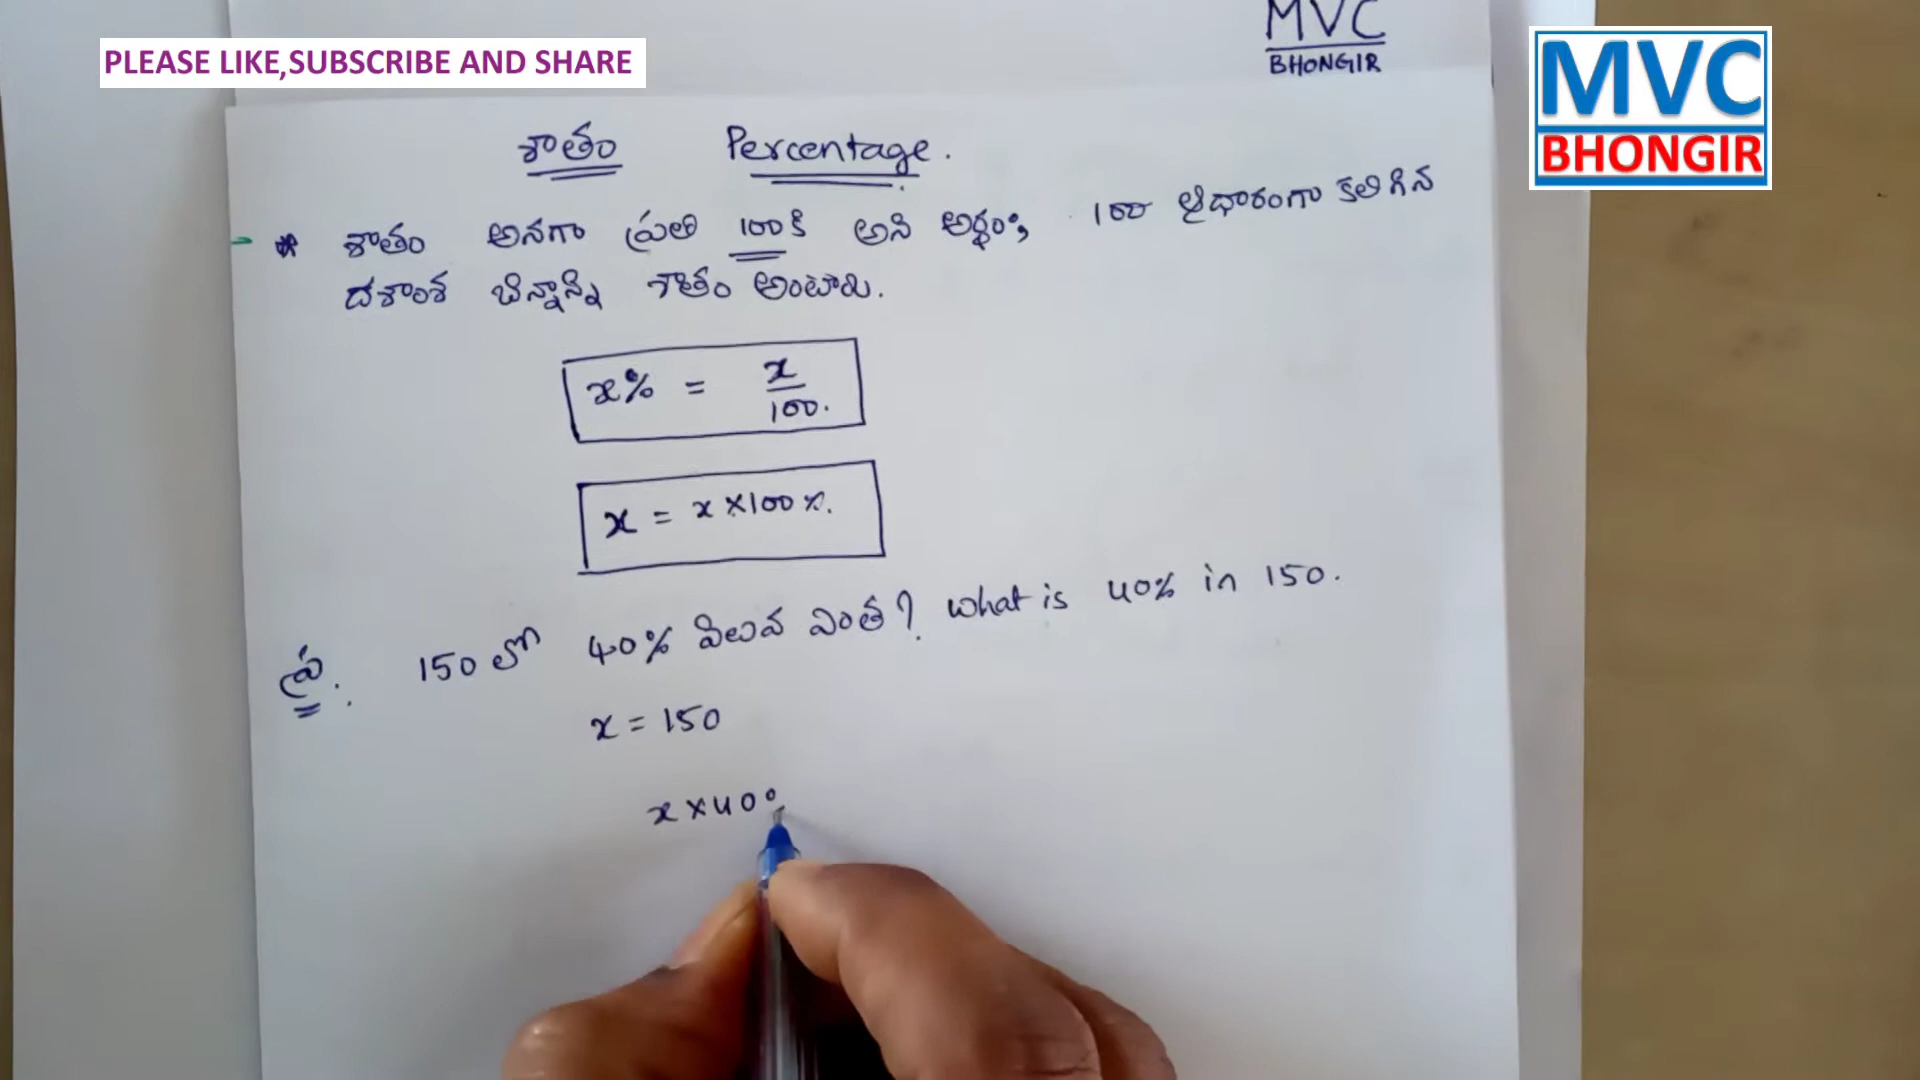 PLEASE LIKE,SUBSCRIBE AND SHARE
MVC
BHONGIR
MVC
BHONGIR
శాతం Percentage.
* శాతం అనగా ప్రతి 100కి అని అర్థం; 100 ఆధారంగా కలిగిన
దశాంశ భిన్నాన్ని శాతం అంటారు.
x% = x/100.
x = x × 100 %.
ప్ర. 150 లో 40% విలువ ఎంత? what is 40% in 150.
x = 150
x × 40